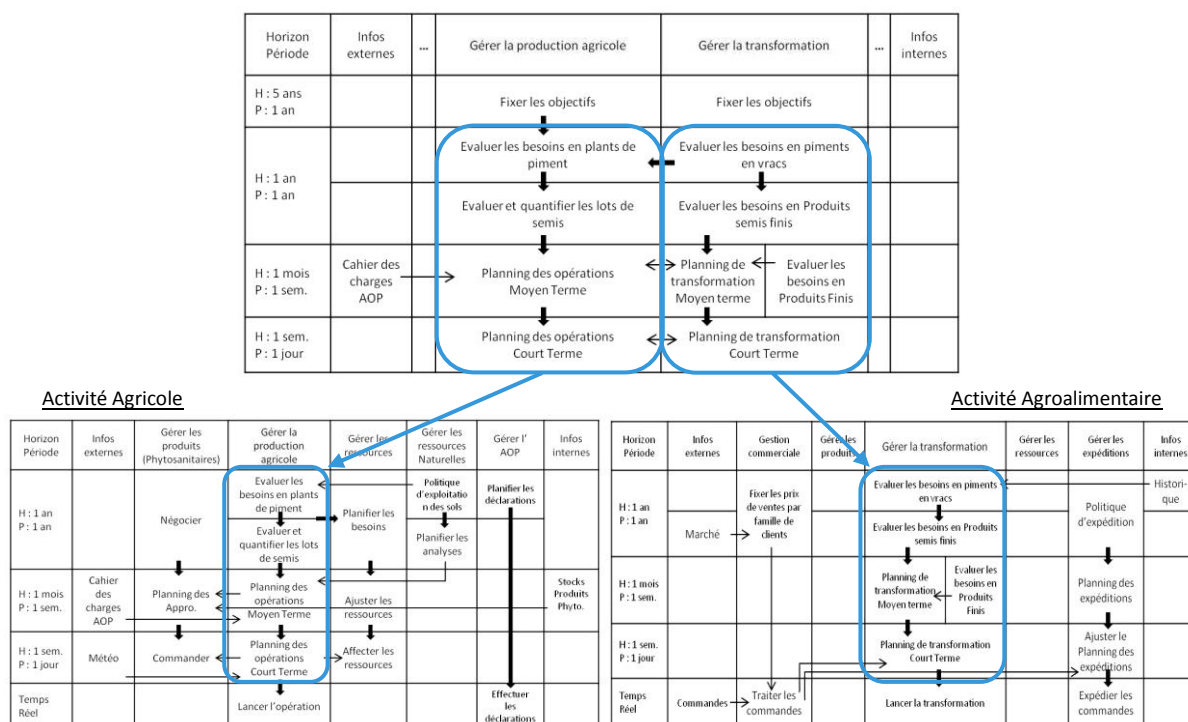 Horizon
Période
Infos
externes
...
Gérer la production agricole
Gérer la transformation
...
Infos
internes
H : 5 ans
P : 1 an
Fixer les objectifs
Fixer les objectifs
H : 1 an
P : 1 an
Evaluer les besoins en plants de
piment
Evaluer les besoins en piments
en vracs
Evaluer et quantifier les lots de
semis
Evaluer les besoins en Produits
semis finis
H : 1 mois
P : 1 sem.
Cahier des
charges
AOP
Planning des opérations
Moyen Terme
Planning de
transformation
Moyen terme
Evaluer les
besoins en
Produits Finis
H : 1 sem.
P : 1 jour
Planning des opérations
Court Terme
Planning de transformation
Court Terme
Activité Agricole
Horizon
Période
Infos
externes
Gérer les
produits
(Phytosanitaires)
Gérer la
production
agricole
Gérer les
ressources
Gérer les
ressources
Naturelles
Gérer l'
AOP
Infos
internes
H : 1 an
P : 1 an
Négocier
Evaluer les
besoins en plants
de piment
Evaluer et
quantifier les lots
de semis
Planifier les
besoins
Politique
d'exploitatio
n des sols
Planifier
les analyses
Planifier les
déclarations
H : 1 mois
P : 1 sem.
Cahier
des
charges
AOP
Planning des
Appro.
Planning des
opérations
Moyen Terme
Ajuster les
ressources
Stocks
Produits
Phyto.
H : 1 sem.
P : 1 jour
Météo
Commander
Planning des
opérations
Court Terme
Affecter les
ressources
Temps
Réel
Lancer l'opération
Effectuer
les
déclarations
Activité Agroalimentaire
Horizon
Période
Infos
externes
Gestion
commerciale
Gérer les
produits
Gérer la transformation
Gérer les
ressources
Gérer les
expéditions
Infos
internes
H : 1 an
P : 1 an
Marché
Fixer les prix
de ventes par
famille de
clients
Evaluer les besoins en piments en
vracs
Evaluer les besoins en Produits
semis finis
Politique
d'expédition
Histori-
que
H : 1 mois
P : 1 sem.
Planning de
transformation
Moyen terme
Evaluer les
besoins en
Produits
Finis
Planning des
expéditions
H : 1 sem.
P : 1 jour
Planning de transformation
Court Terme
Ajuster le
Planning des
expéditions
Temps
Réel
Commandes
Traiter les
commandes
Lancer la transformation
Expédier les
commandes